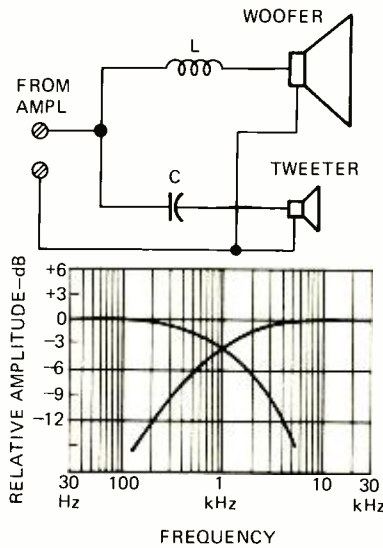 WOOFER
L
FROM
AMPL
TWEETER
C
RELATIVE AMPLITUDE–dB
+6
+3
0
-3
-6
-9
-12
30 100 1 10 30
Hz kHz kHz kHz
FREQUENCY